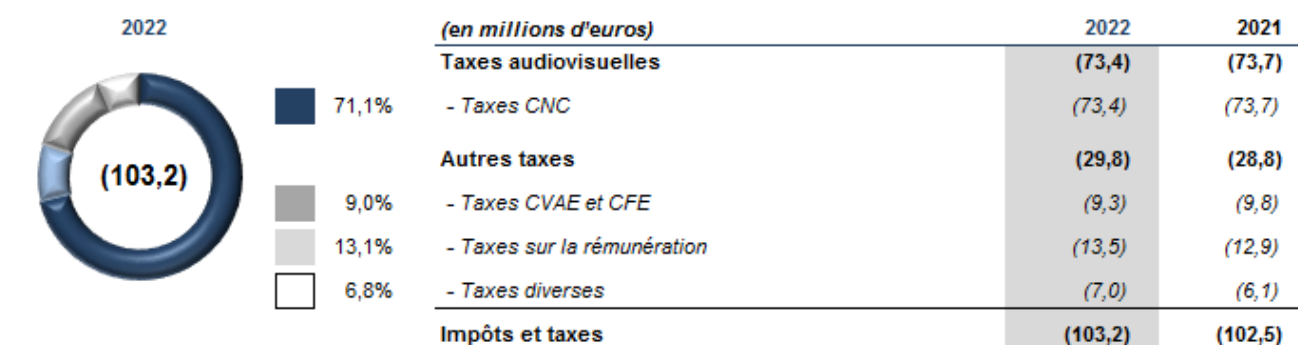 2022 (en millions d'euros) 2022 2021
Taxes audiovisuelles (73,4) (73,7)
71,1% - Taxes CNC (73,4) (73,7)
(103,2) Autres taxes (29,8) (28,8)
9,0% - Taxes CVAE et CFE (9,3) (9,8)
13,1% - Taxes sur la rémunération (13,5) (12,9)
6,8% - Taxes diverses (7,0) (6,1)
Impôts et taxes (103,2) (102,5)